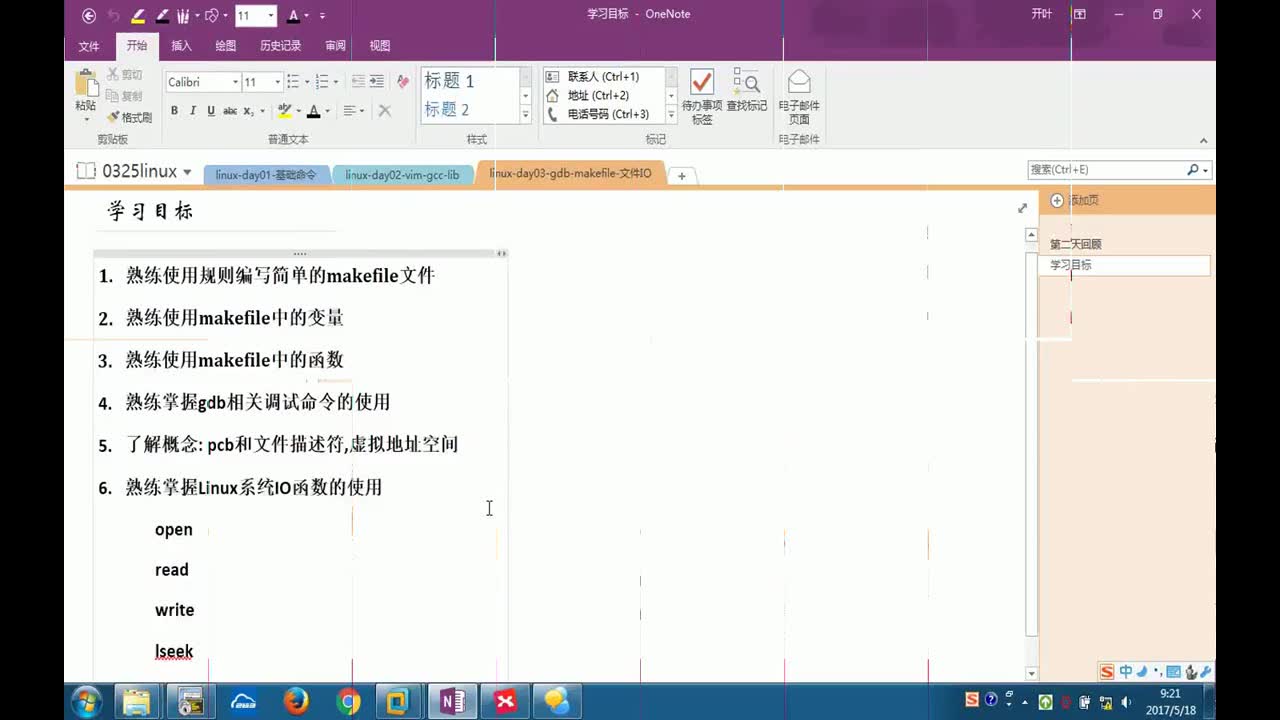 11
学习目标 - OneNote
开叶
文件 开始 插入 绘图 历史记录 审阅 视图
粘贴
剪切
复制
格式刷
剪贴板
Calibri 11
B I U abc x₂ A
普通文本
标题 1
标题 2
样式
联系人 (Ctrl+1)
地址 (Ctrl+2)
电话号码 (Ctrl+3)
待办事项标签
查找标记
标记
电子邮件页面
电子邮件
0325linux
linux-day01-基础命令
linux-day02-vim-gcc-lib
linux-day03-gdb-makefile-文件IO
搜索(Ctrl+E)
添加页
第二天回顾
学习目标
学习目标
1. 熟练使用规则编写简单的makefile文件
2. 熟练使用makefile中的变量
3. 熟练使用makefile中的函数
4. 熟练掌握gdb相关调试命令的使用
5. 了解概念: pcb和文件描述符,虚拟地址空间
6. 熟练掌握Linux系统IO函数的使用
open
read
write
lseek
中
9:21
2017/5/18